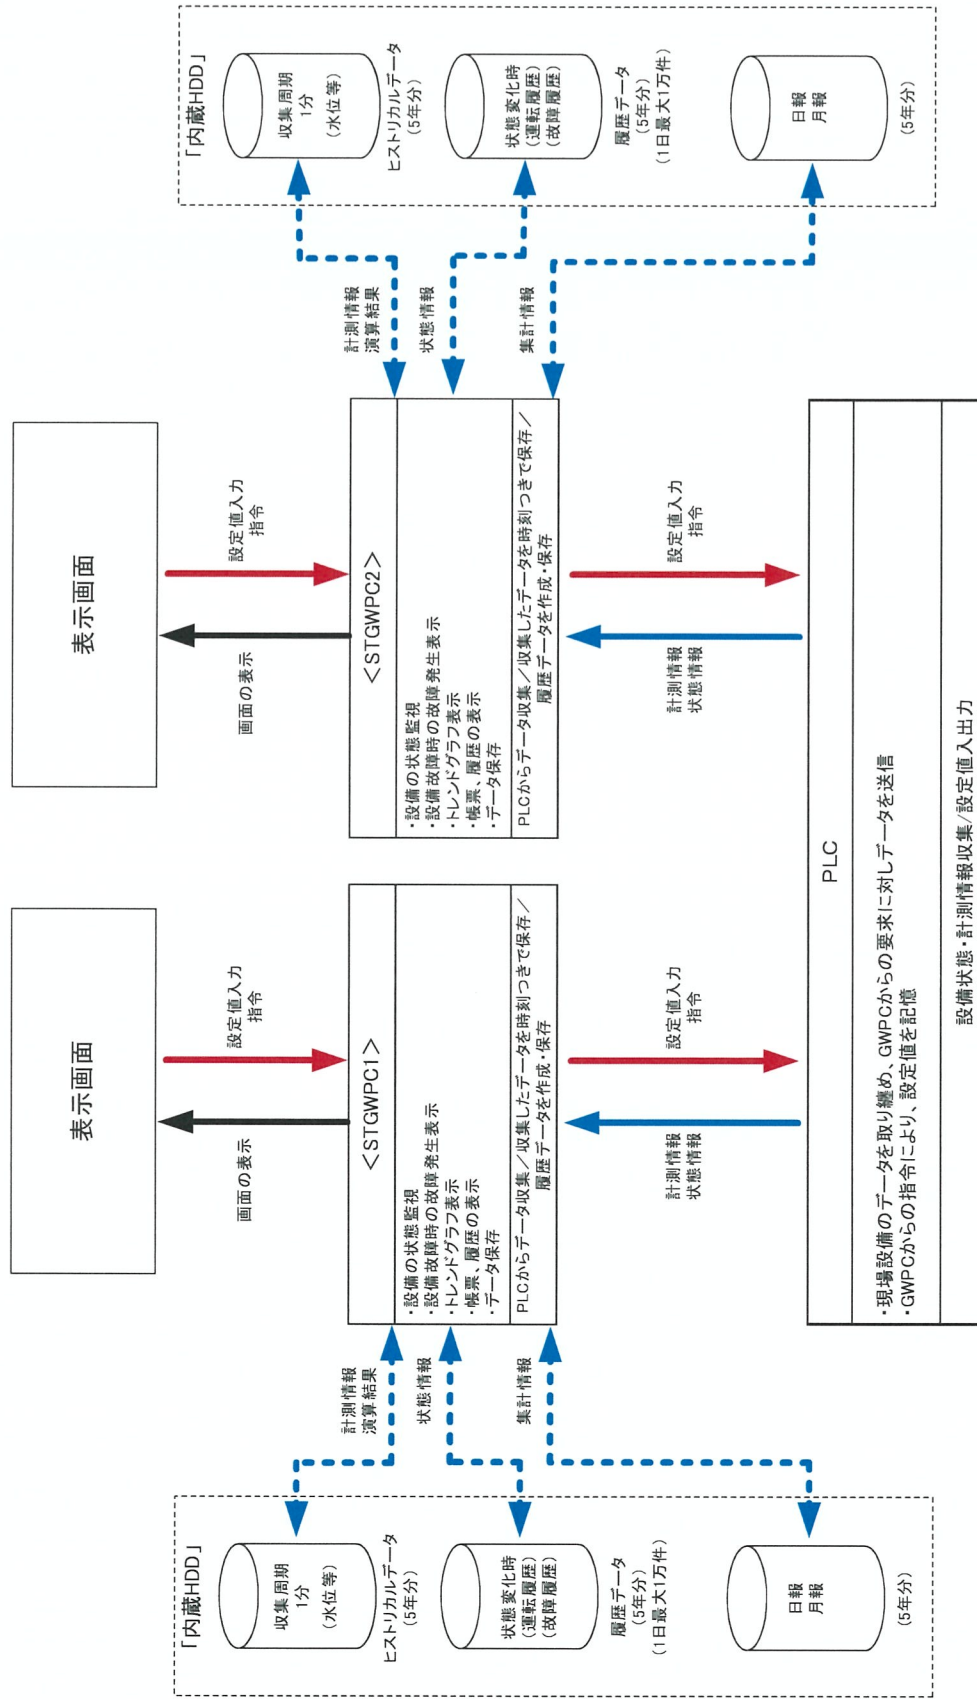 表示画面
表示画面
画面の表示
設定値入力
指令
画面の表示
設定値入力
指令
「内蔵HDD」
収集周期
1分
(水位等)
ヒストリカルデータ
(5年分)
状態変化時
(運転履歴)
(故障履歴)
履歴データ
(5年分)
(1日最大1万件)
日報
月報
(5年分)
計測情報
演算結果
状態情報
集計情報
<STGWPC1>
・設備の状態監視
・設備故障時の故障発生表示
・トレンドグラフ表示
・帳票、履歴の表示
・データ保存
PLCからデータ収集/収集したデータを時刻つきで保存/
履歴データを作成・保存
<STGWPC2>
・設備の状態監視
・設備故障時の故障発生表示
・トレンドグラフ表示
・帳票、履歴の表示
・データ保存
PLCからデータ収集/収集したデータを時刻つきで保存/
履歴データを作成・保存
計測情報
演算結果
状態情報
集計情報
「内蔵HDD」
収集周期
1分
(水位等)
ヒストリカルデータ
(5年分)
状態変化時
(運転履歴)
(故障履歴)
履歴データ
(5年分)
(1日最大1万件)
日報
月報
(5年分)
計測情報
状態情報
設定値入力
指令
計測情報
状態情報
設定値入力
指令
PLC
・現場設備のデータを取り纏め、GWPCからの要求に対しデータを送信
・GWPCからの指令により、設定値を記憶
設備状態・計測情報収集/設定値入出力